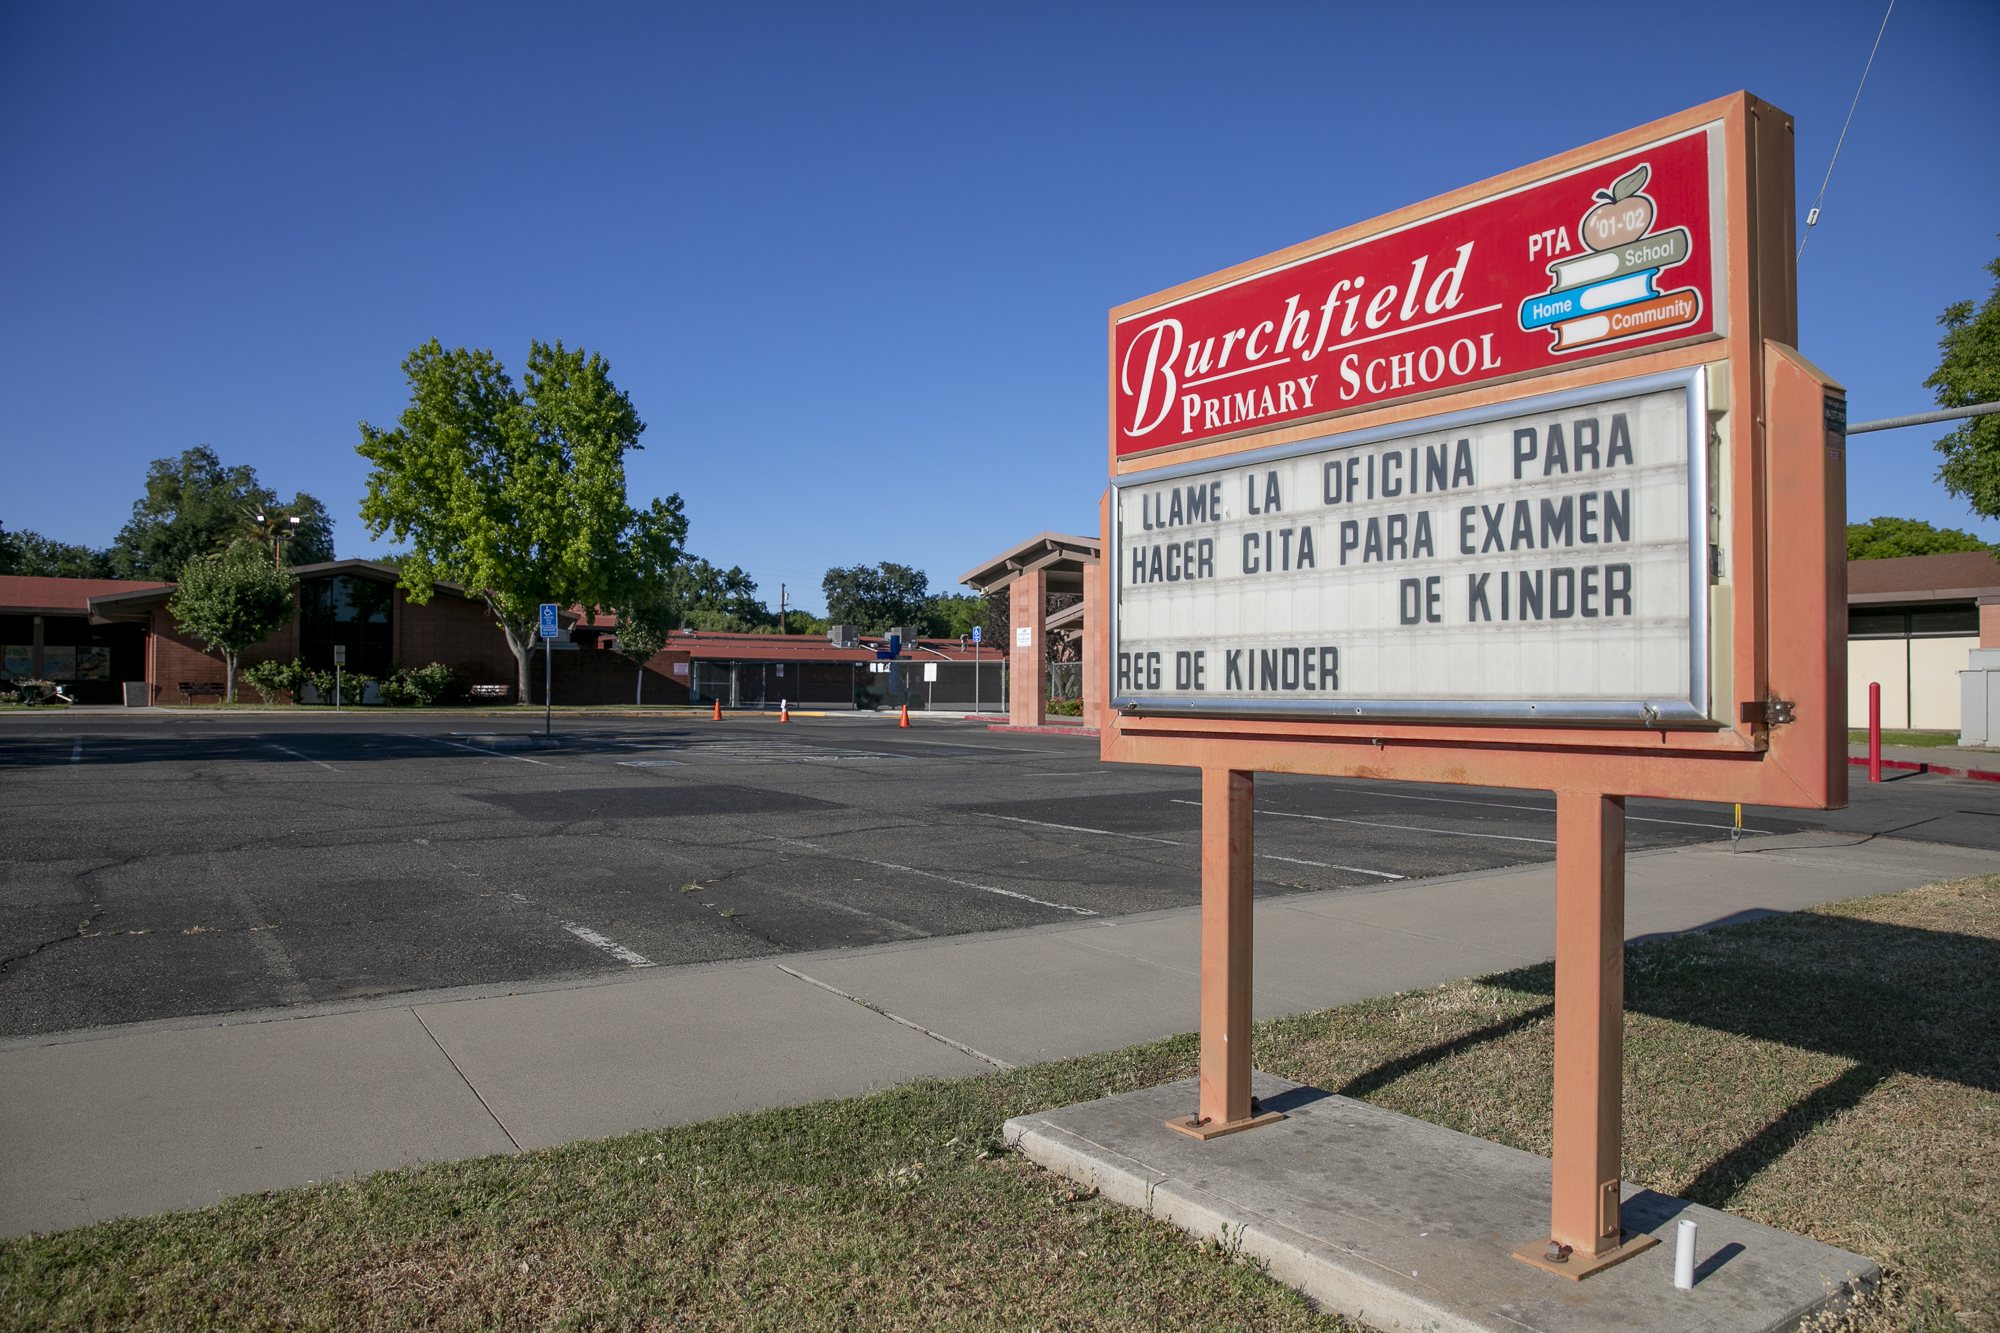 Burchfield
PRIMARY SCHOOL
PTA
'01-'02
School
Home
Community
LLAME LA OFICINA PARA
HACER CITA PARA EXAMEN
DE KINDER
REG DE KINDER